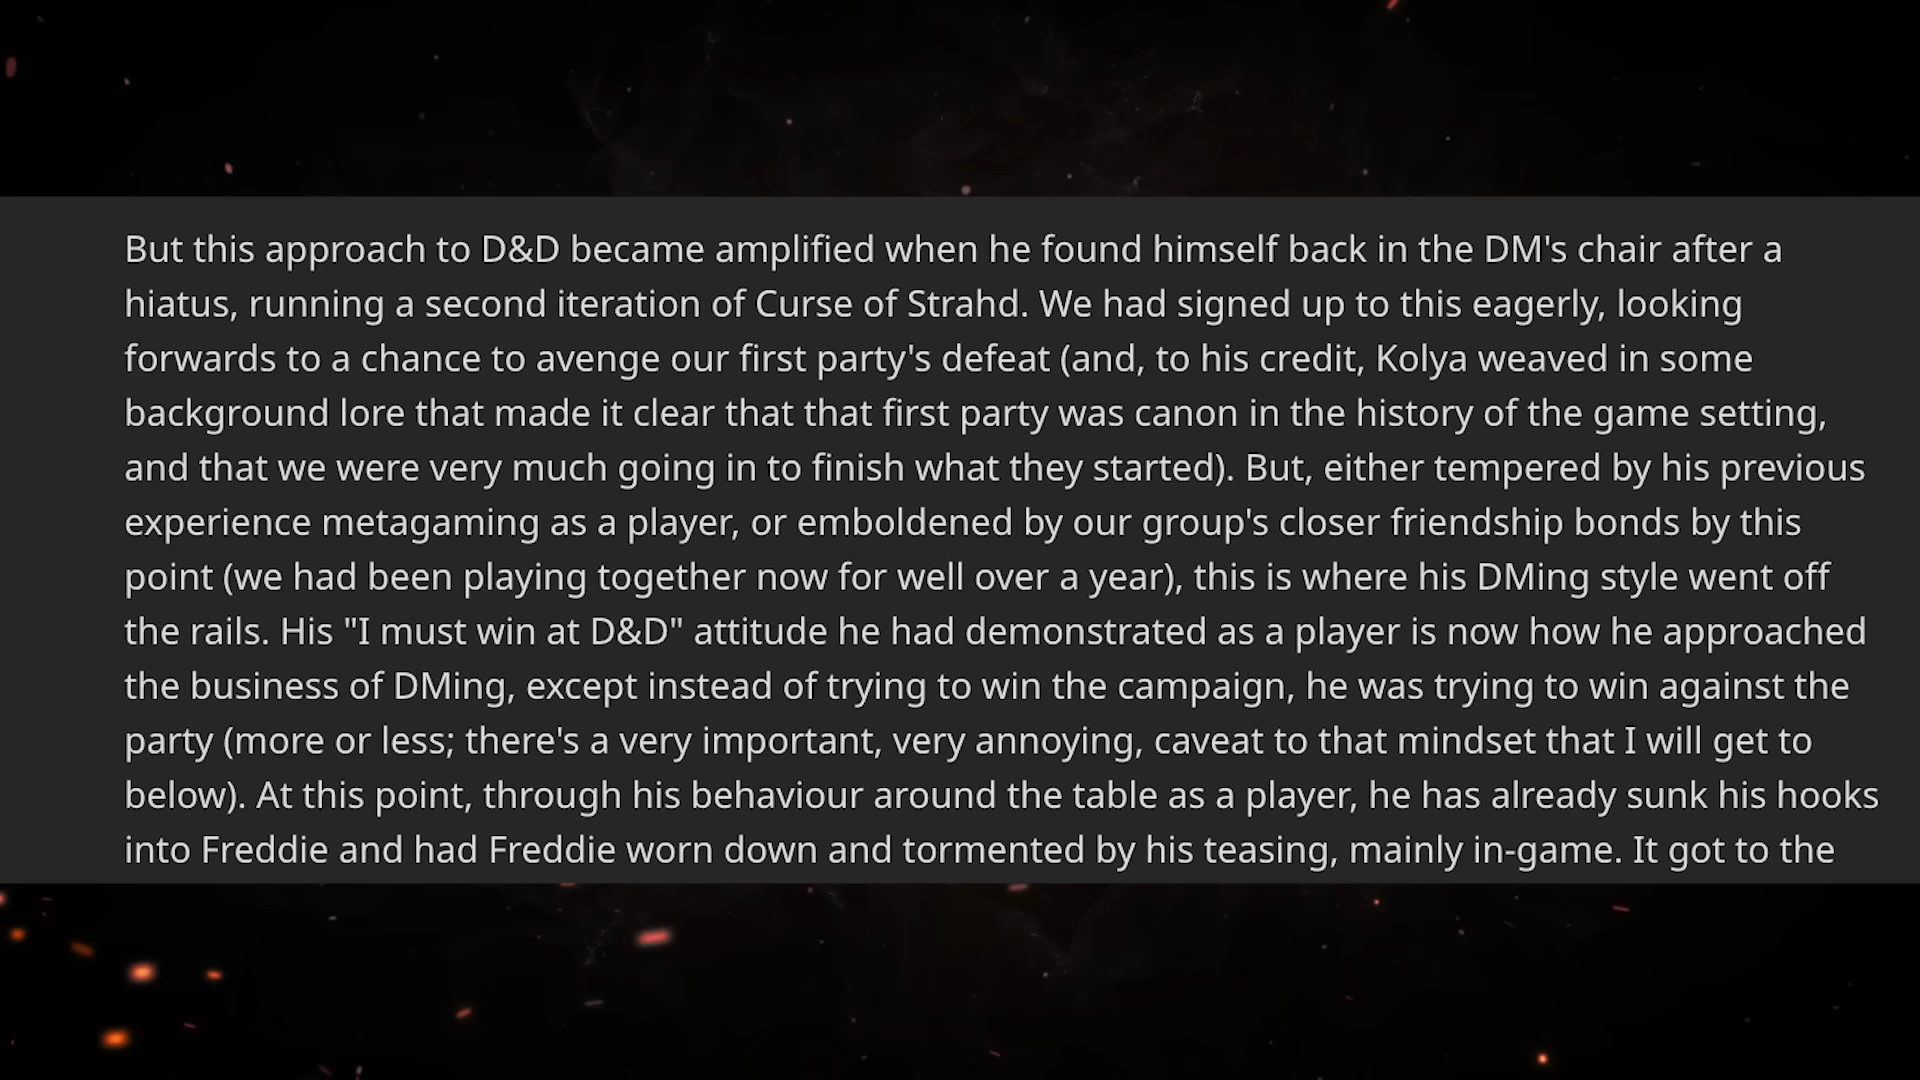 But this approach to D&D became amplified when he found himself back in the DM's chair after a
hiatus, running a second iteration of Curse of Strahd. We had signed up to this eagerly, looking
forwards to a chance to avenge our first party's defeat (and, to his credit, Kolya weaved in some
background lore that made it clear that that first party was canon in the history of the game setting,
and that we were very much going in to finish what they started). But, either tempered by his previous
experience metagaming as a player, or emboldened by our group's closer friendship bonds by this
point (we had been playing together now for well over a year), this is where his DMing style went off
the rails. His "I must win at D&D" attitude he had demonstrated as a player is now how he approached
the business of DMing, except instead of trying to win the campaign, he was trying to win against the
party (more or less; there's a very important, very annoying, caveat to that mindset that I will get to
below). At this point, through his behaviour around the table as a player, he has already sunk his hooks
into Freddie and had Freddie worn down and tormented by his teasing, mainly in-game. It got to the